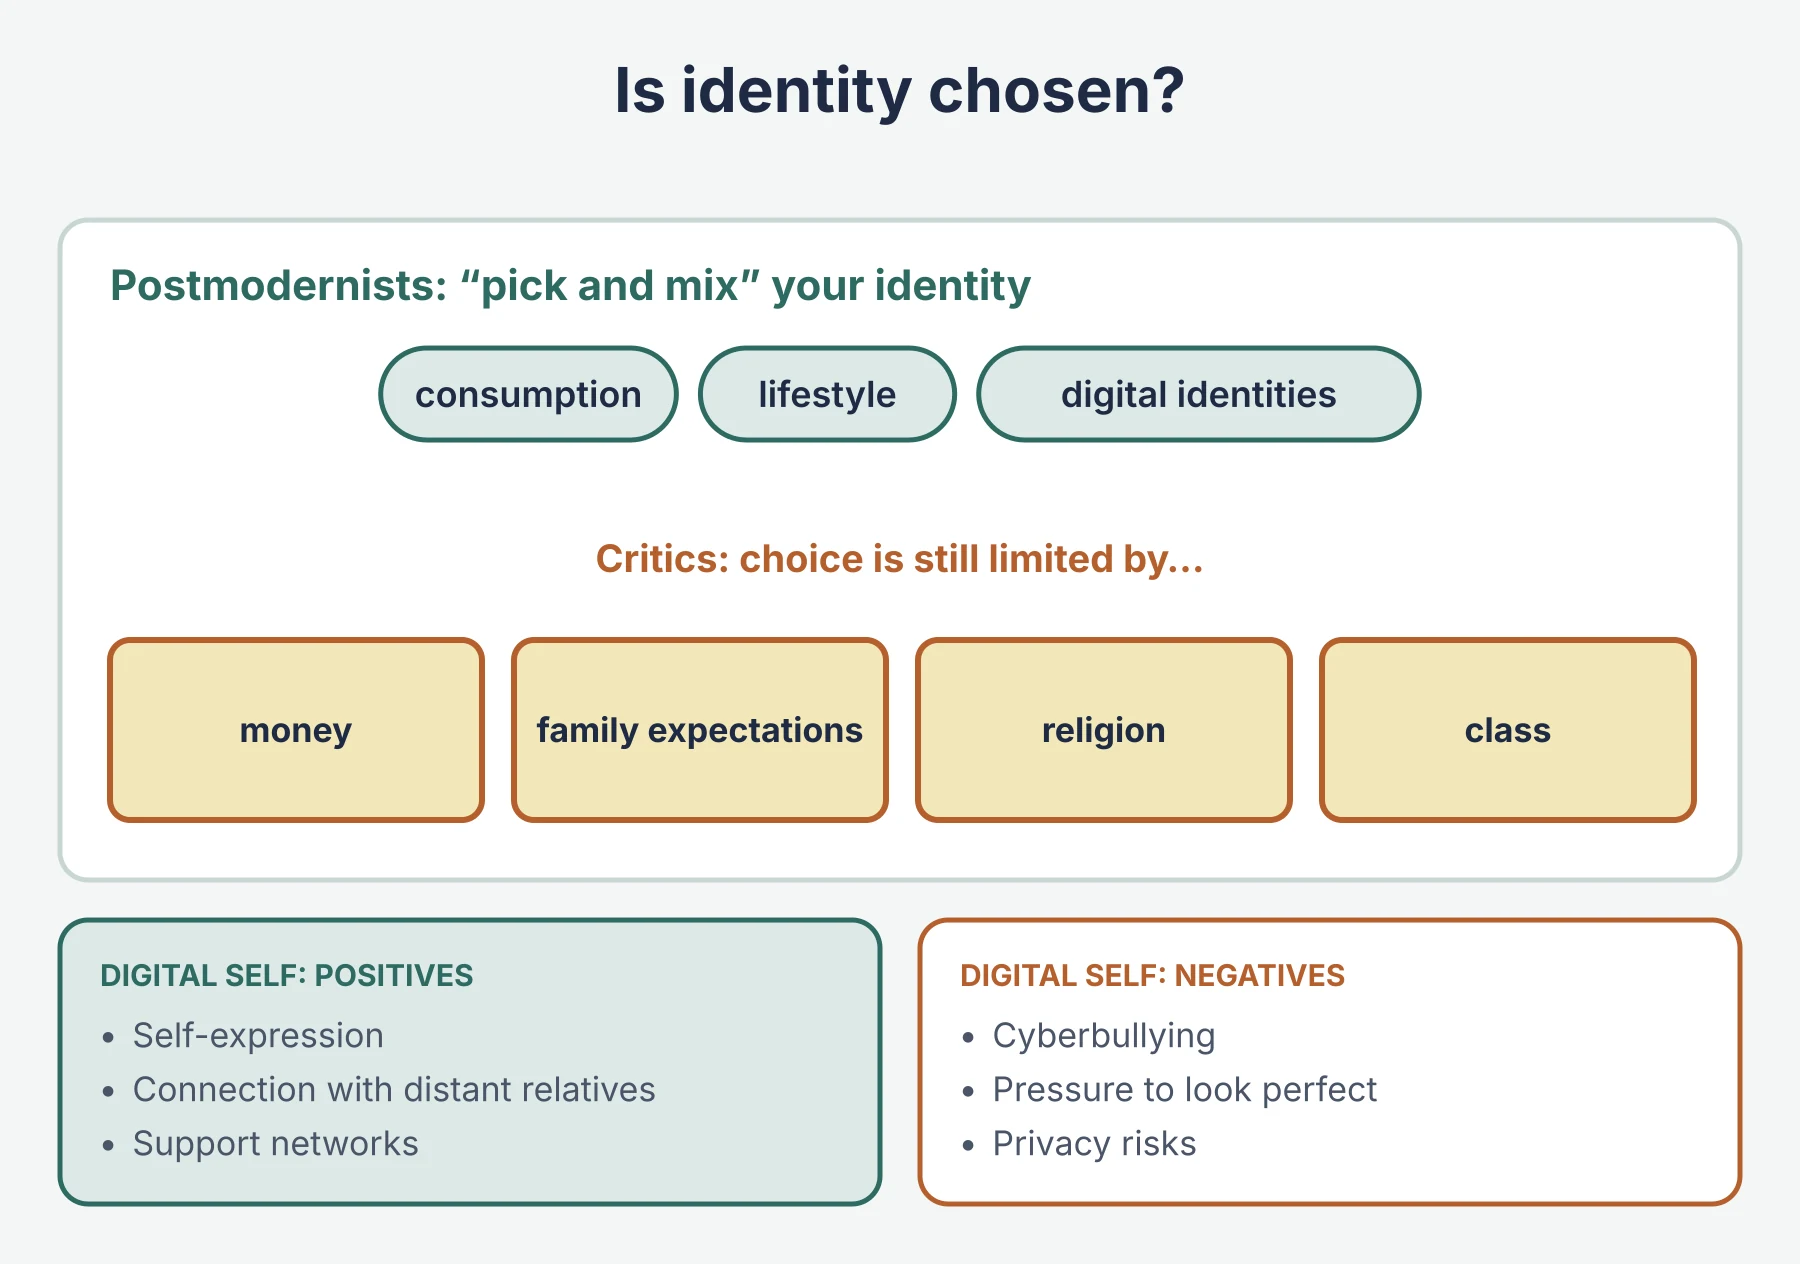 Is identity chosen?
Postmodernists: “pick and mix” your identity
consumption
lifestyle
digital identities
Critics: choice is still limited by...
money
family expectations
religion
class
DIGITAL SELF: POSITIVES
• Self-expression
• Connection with distant relatives
• Support networks
DIGITAL SELF: NEGATIVES
• Cyberbullying
• Pressure to look perfect
• Privacy risks